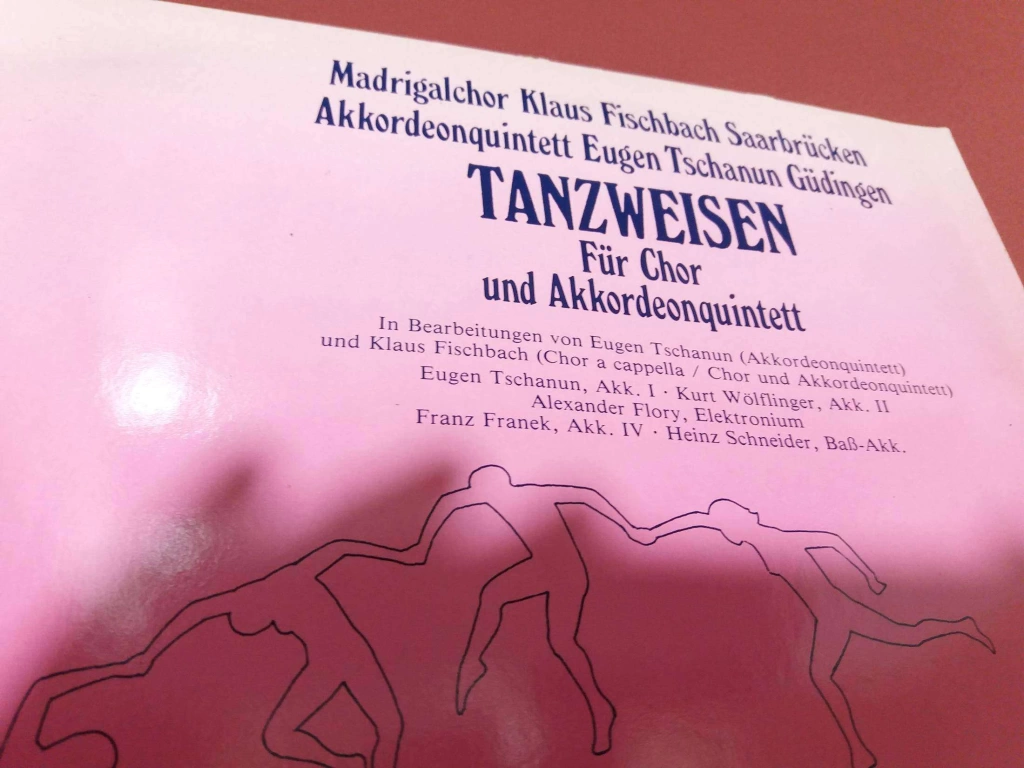 Madrigalchor Klaus Fischbach Saarbrücken
Akkordeonquintett Eugen Tschanun Güdingen
TANZWEISEN
Für Chor
und Akkordeonquintett
In Bearbeitungen von Eugen Tschanun (Akkordeonquintett)
und Klaus Fischbach (Chor a cappella / Chor und Akkordeonquintett)
Eugen Tschanun, Akk. I · Kurt Wölflinger, Akk. II
Alexander Flory, Elektronium
Franz Franek, Akk. IV · Heinz Schneider, Baß-Akk.